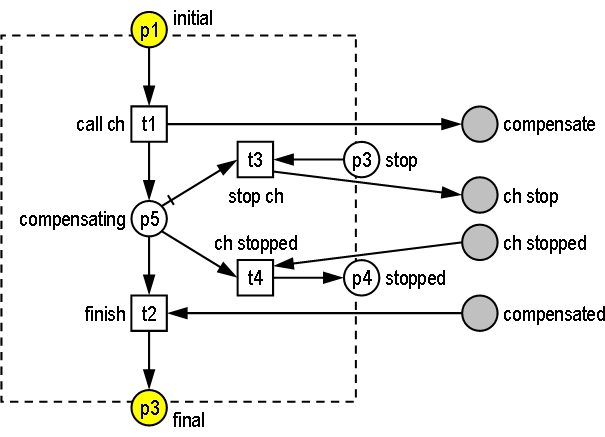 p1 initial
call ch t1 compensate
t3 p3 stop
stop ch ch stop
compensating p5 ch stopped ch stopped
t4 p4 stopped
finish t2 compensated
p3 final